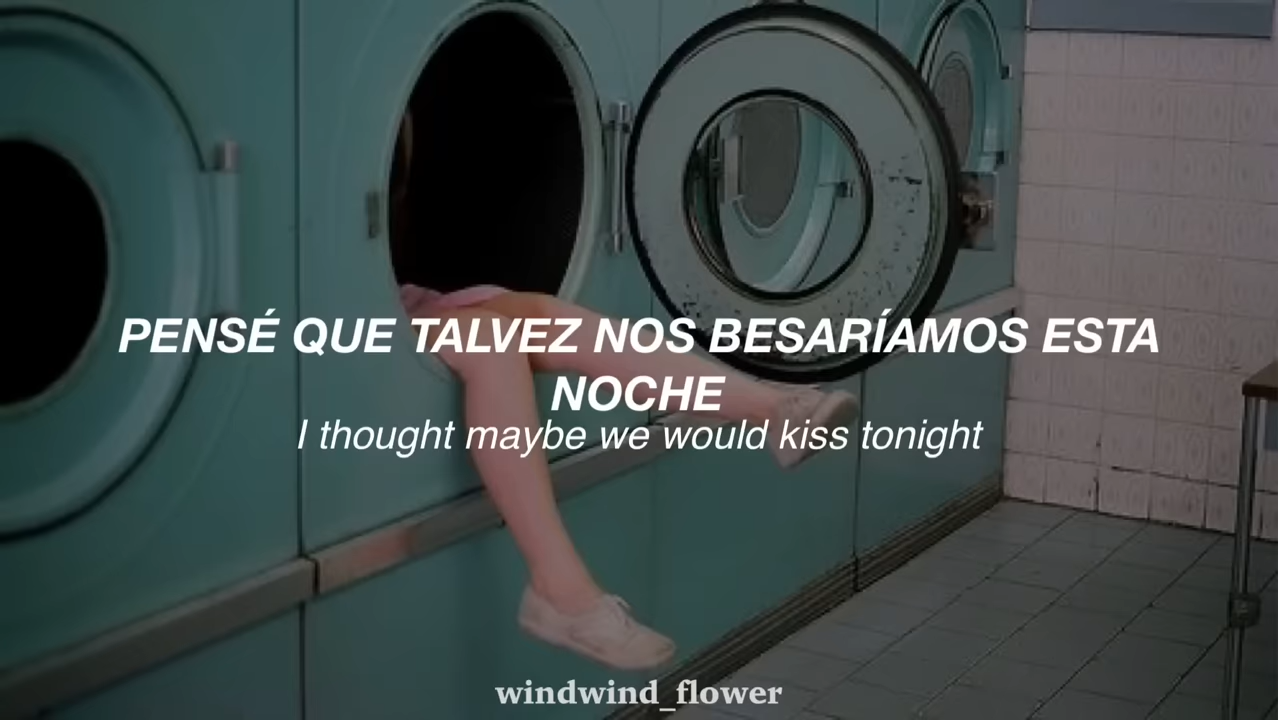 PENSÉ QUE TALVEZ NOS BESARÍAMOS ESTA
NOCHE
I thought maybe we would kiss tonight
windwind_flower